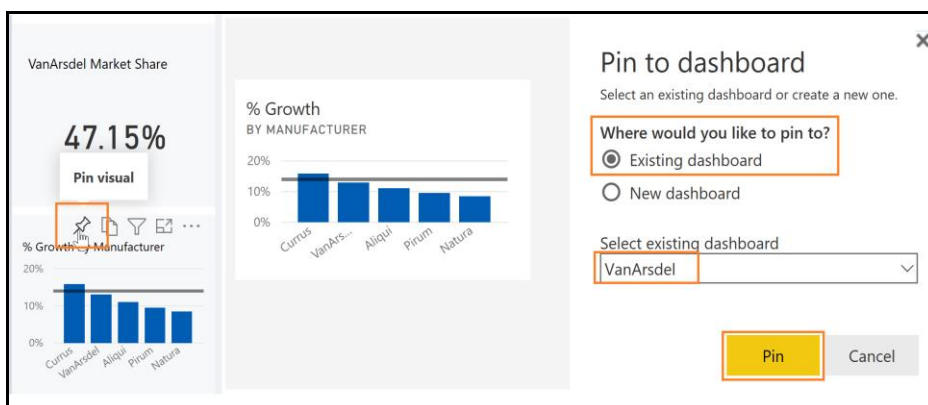 VanArsdel Market Share
47.15%
Pin visual
% Growth by Manufacturer
20%
10%
0%
Currus
VanArsdel
Aliqui
Pirum
Natura
% Growth
BY MANUFACTURER
20%
10%
0%
Currus
VanArs...
Aliqui
Pirum
Natura
Pin to dashboard
Select an existing dashboard or create a new one.
Where would you like to pin to?
Existing dashboard
New dashboard
Select existing dashboard
VanArsdel
Pin
Cancel